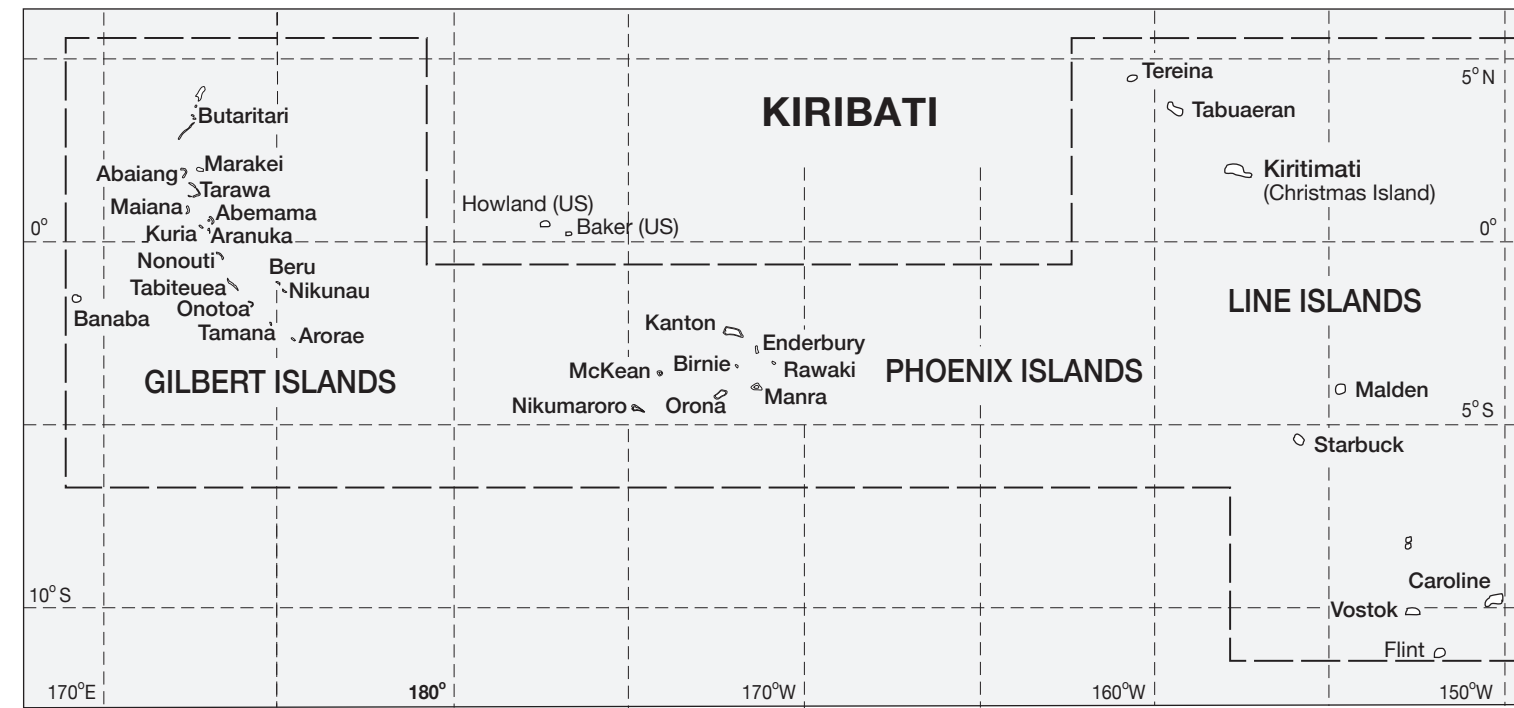 KIRIBATI
Butaritari
Marakei
Abaiang
Tarawa
Maiana
Abemama
Kuria
Aranuka
Nonouti
Beru
Tabiteuea
Nikunau
Onotoa
Banaba
Tamana
Arorae
GILBERT ISLANDS
Howland (US)
Baker (US)
Kanton
Enderbury
McKean
Birnie
Rawaki
Nikumaroro
Orona
Manra
PHOENIX ISLANDS
Tereina
Tabuaeran
Kiritimati
(Christmas Island)
LINE ISLANDS
Malden
Starbuck
Caroline
Vostok
Flint
5° N
0°
0°
5° S
10° S
170°E
180°
170°W
160°W
150°W